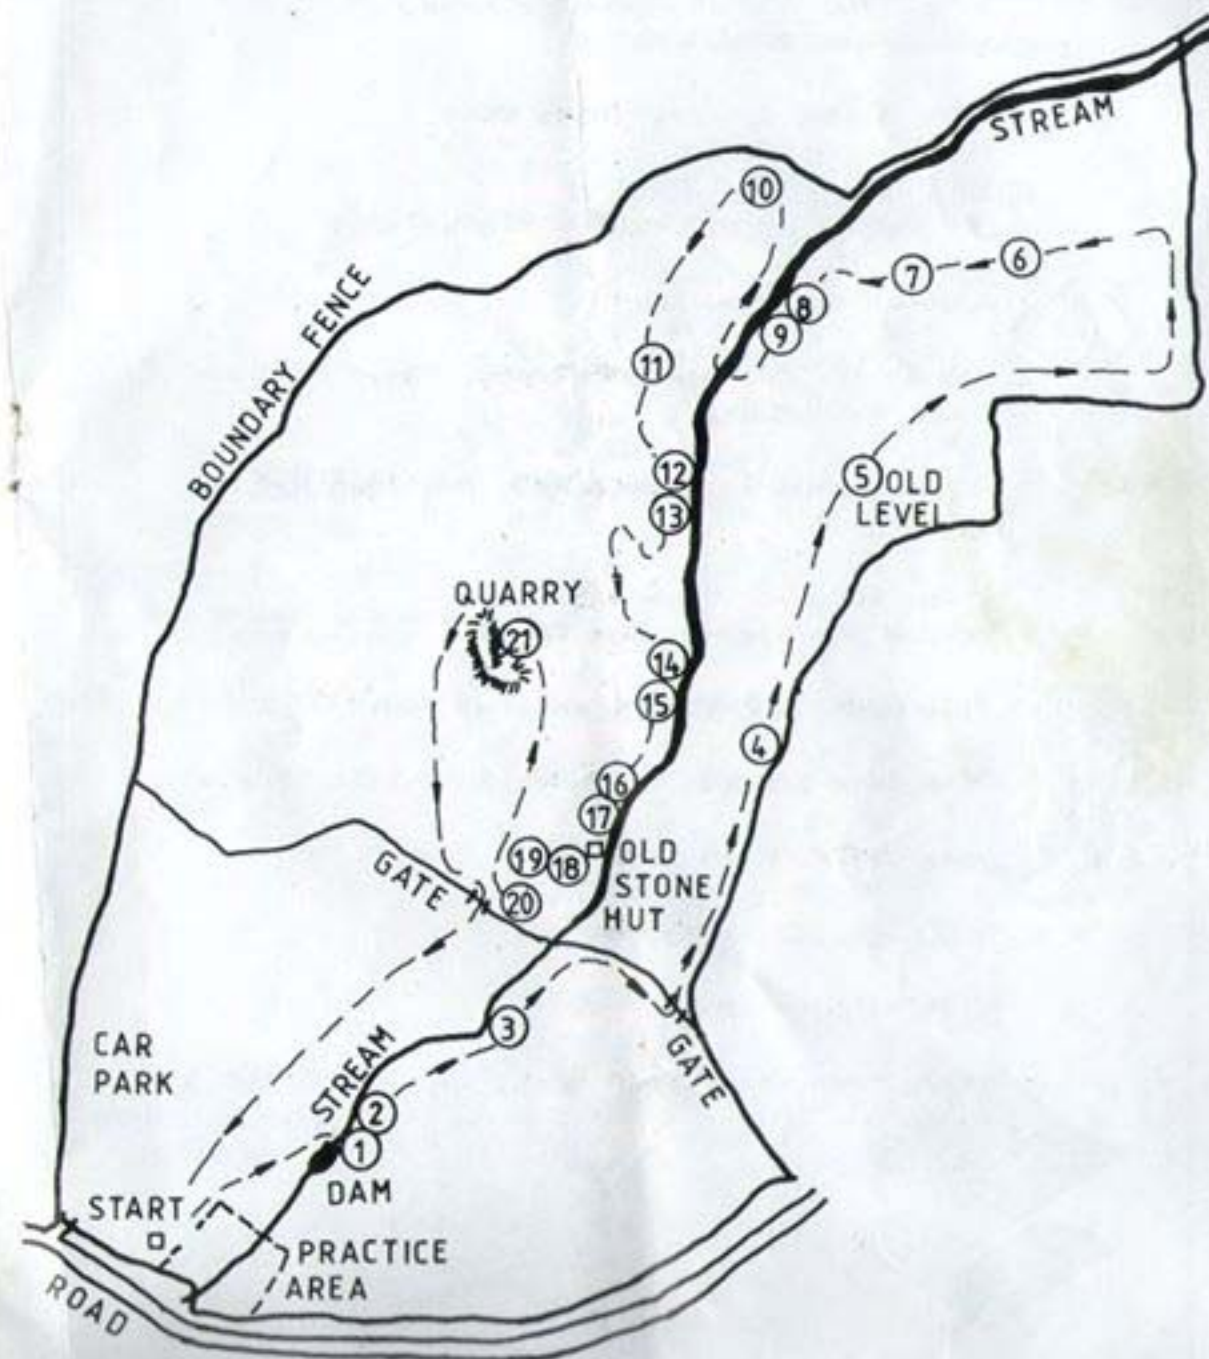 STREAM
10
6
7
8
9
BOUNDARY FENCE
11
12
5
OLD
LEVEL
13
QUARRY
21
14
15
4
16
17
19
18
OLD
STONE
HUT
GATE
20
3
CAR
PARK
STREAM
GATE
2
1
DAM
START
PRACTICE
AREA
ROAD